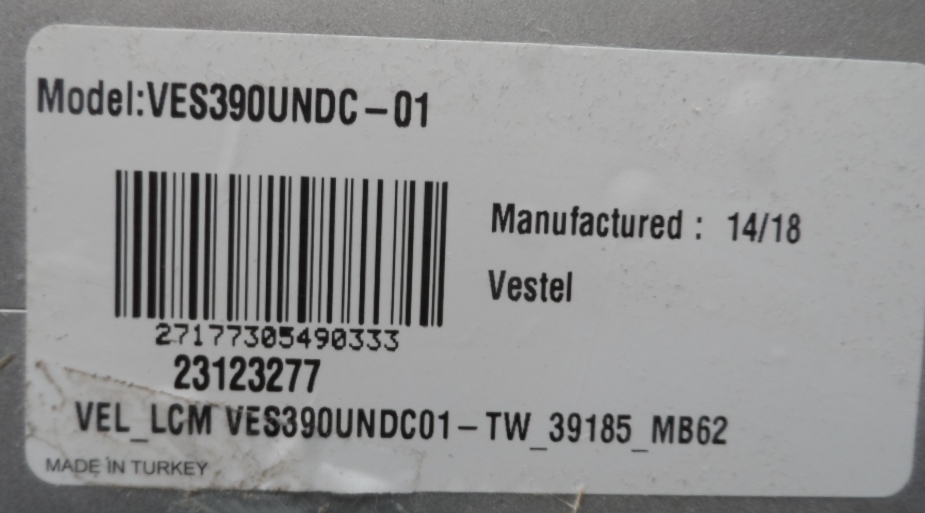 Model:VES390UNDC-01
Manufactured : 14/18
Vestel
27177305490333
23123277
VEL_LCM VES390UNDC01-TW_39185_MB62
MADE IN TURKEY